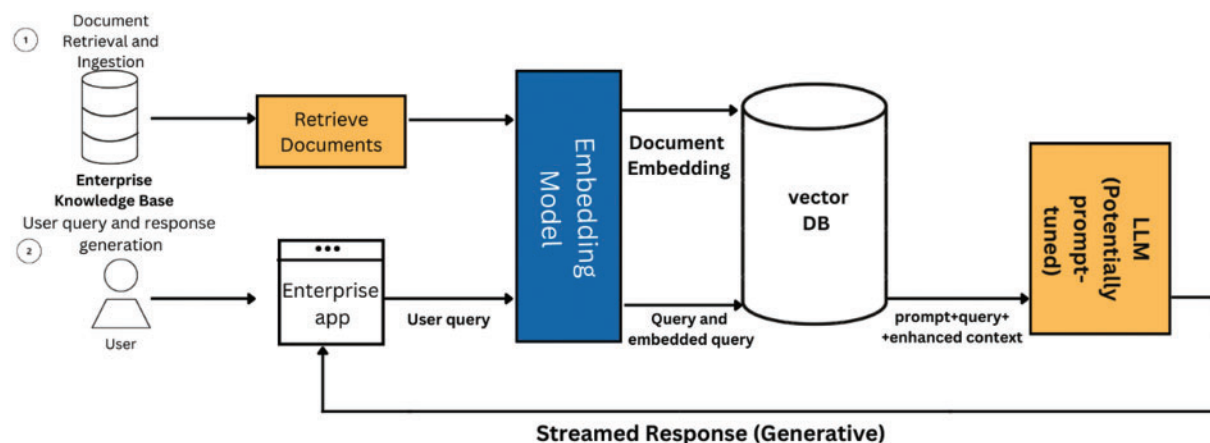 1
Document
Retrieval and
Ingestion
Enterprise
Knowledge Base
Retrieve
Documents
Embedding
Model
Document
Embedding
vector
DB
LLM
(Potentially
prompt-
tuned)
User query and response
generation
2
User
Enterprise
app
User query
Query and
embedded query
prompt+query+
+enhanced context
Streamed Response (Generative)